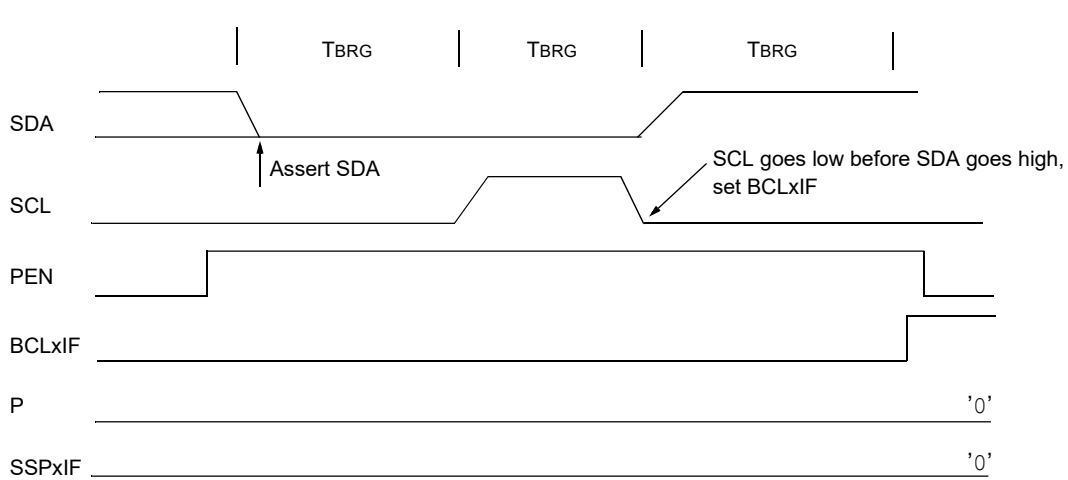 TBRG TBRG TBRG
SDA
Assert SDA
SCL goes low before SDA goes high,
set BCLxIF
SCL
PEN
BCLxIF
P '0'
SSPxIF '0'